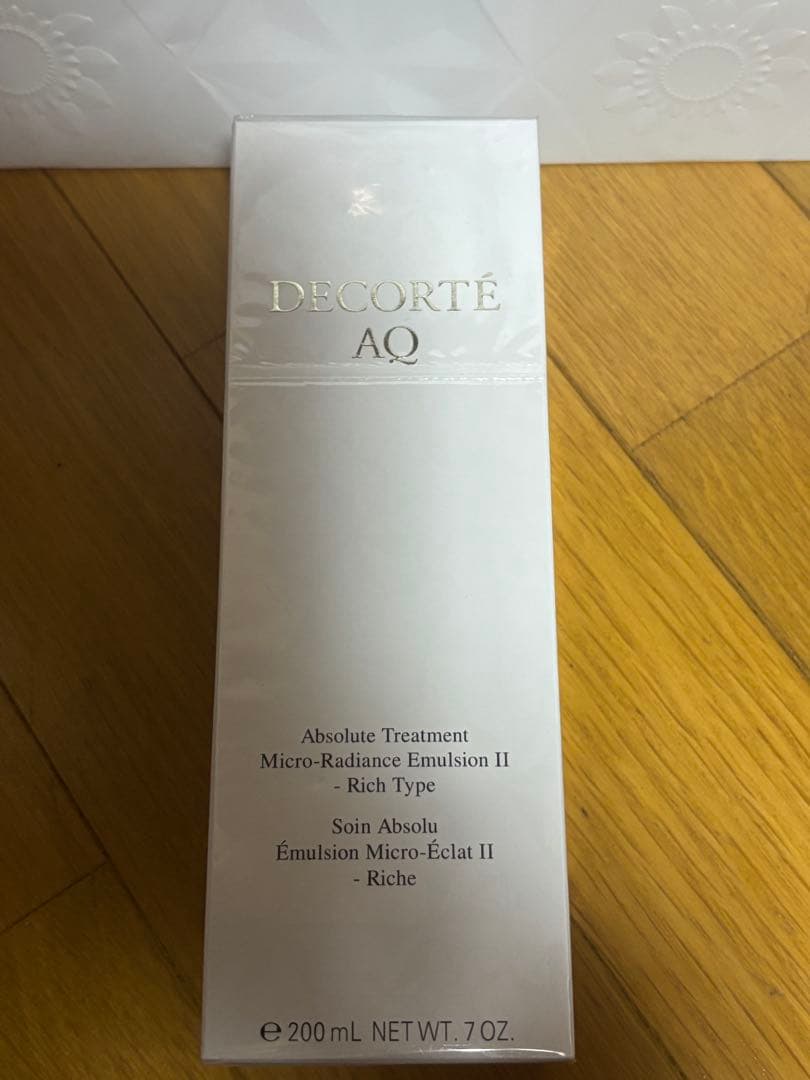 DECORTÉ
AQ
Absolute Treatment
Micro-Radiance Emulsion II
- Rich Type
Soin Absolu
Émulsion Micro-Éclat II
- Riche
℮ 200 mL NET WT. 7 OZ.